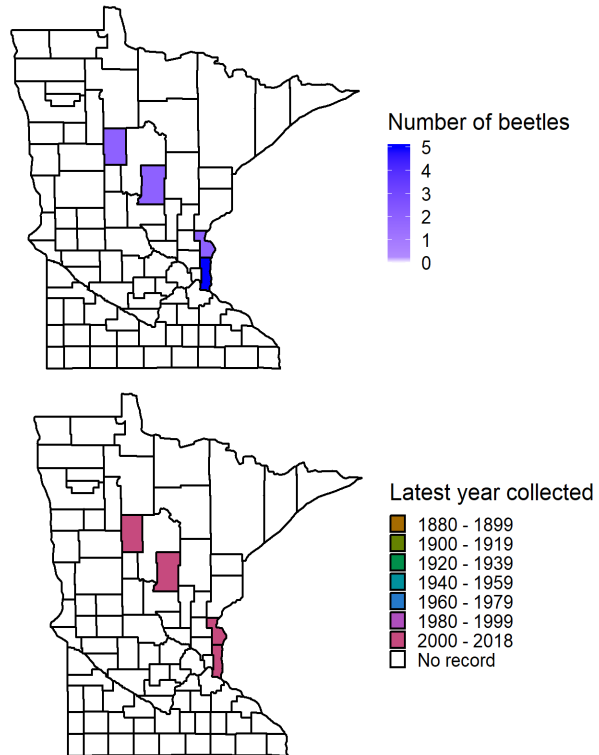 Number of beetles
5
4
3
2
1
0
Latest year collected
1880 - 1899
1900 - 1919
1920 - 1939
1940 - 1959
1960 - 1979
1980 - 1999
2000 - 2018
No record